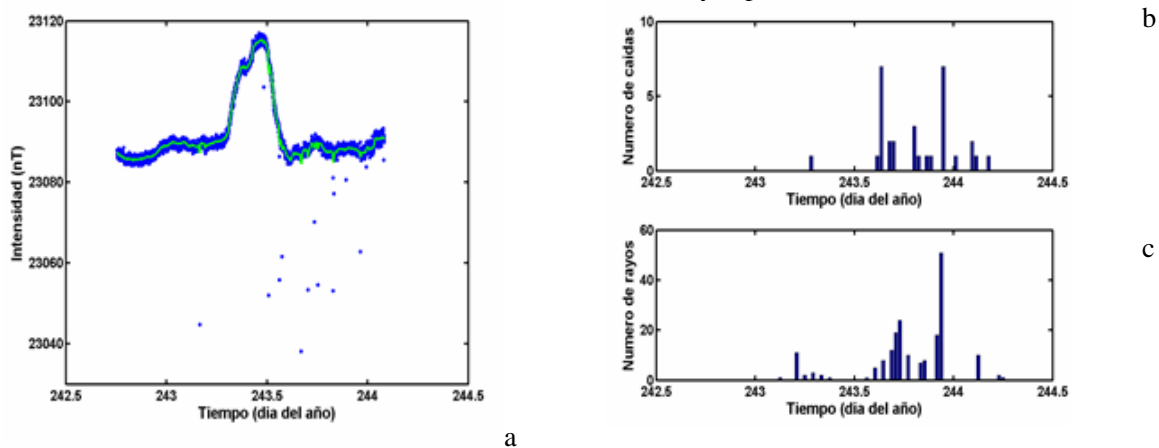 23120
23100
23080
23060
23040
Intensidad (nT)
242.5 243 243.5 244 244.5
Tiempo (dia del año)
a
10
5
0
Numero de caidas
242.5 243 243.5 244 244.5
Tiempo (dia del año)
b
60
40
20
0
Numero de rayos
242.5 243 243.5 244 244.5
Tiempo (dia del año)
c